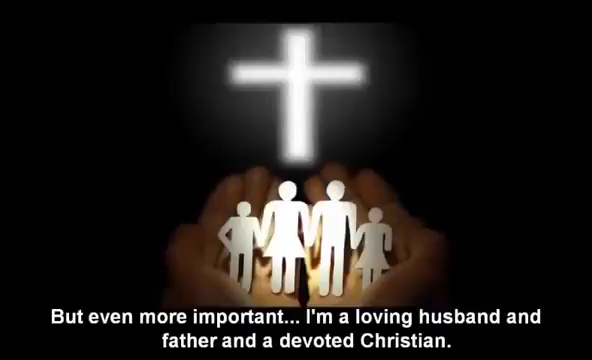 But even more important... I'm a loving husband and
father and a devoted Christian.